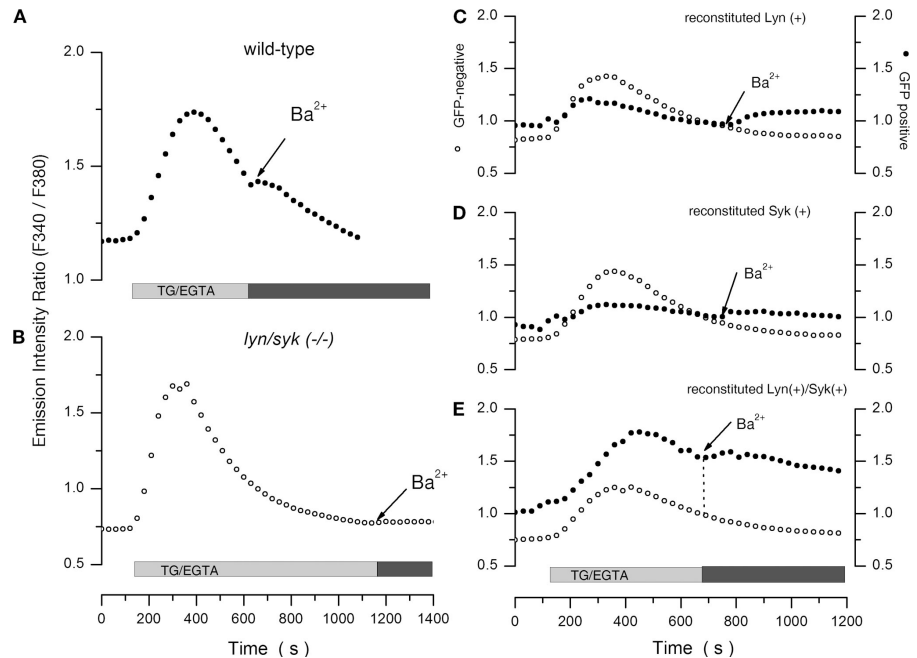 A
wild-type
2.0
1.5
1.0
Ba2+
TG/EGTA
B
lyn/syk (-/-)
2.0
1.5
1.0
0.5
Ba2+
TG/EGTA
Emission Intensity Ratio (F340 / F380)
0 200 400 600 800 1000 1200 1400
Time ( s )
C
reconstituted Lyn (+)
2.0
1.5
1.0
0.5
GFP-negative
Ba2+
2.0
1.5
1.0
0.5
GFP positive
D
reconstituted Syk (+)
2.0
1.5
1.0
0.5
Ba2+
2.0
1.5
1.0
0.5
reconstituted Lyn(+)/Syk(+)
E
2.0
1.5
1.0
0.5
Ba2+
2.0
1.5
1.0
0.5
TG/EGTA
0 200 400 600 800 1000 1200
Time ( s )